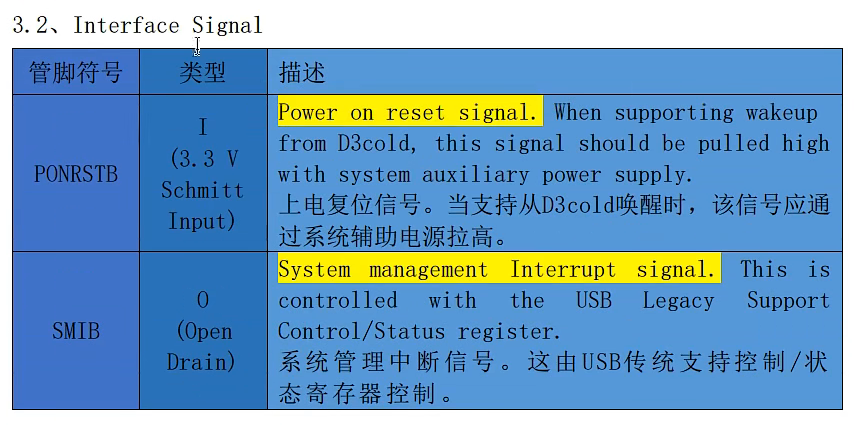 3.2、Interface Signal
管脚符号 类型 描述
PONRSTB
I
(3.3 V
Schmitt
Input)
Power on reset signal. When supporting wakeup
from D3cold, this signal should be pulled high
with system auxiliary power supply.
上电复位信号。当支持从D3cold唤醒时，该信号应通
过系统辅助电源拉高。
SMIB
O
(Open
Drain)
System management Interrupt signal. This is
controlled with the USB Legacy Support
Control/Status register.
系统管理中断信号。这由USB传统支持控制/状
态寄存器控制。